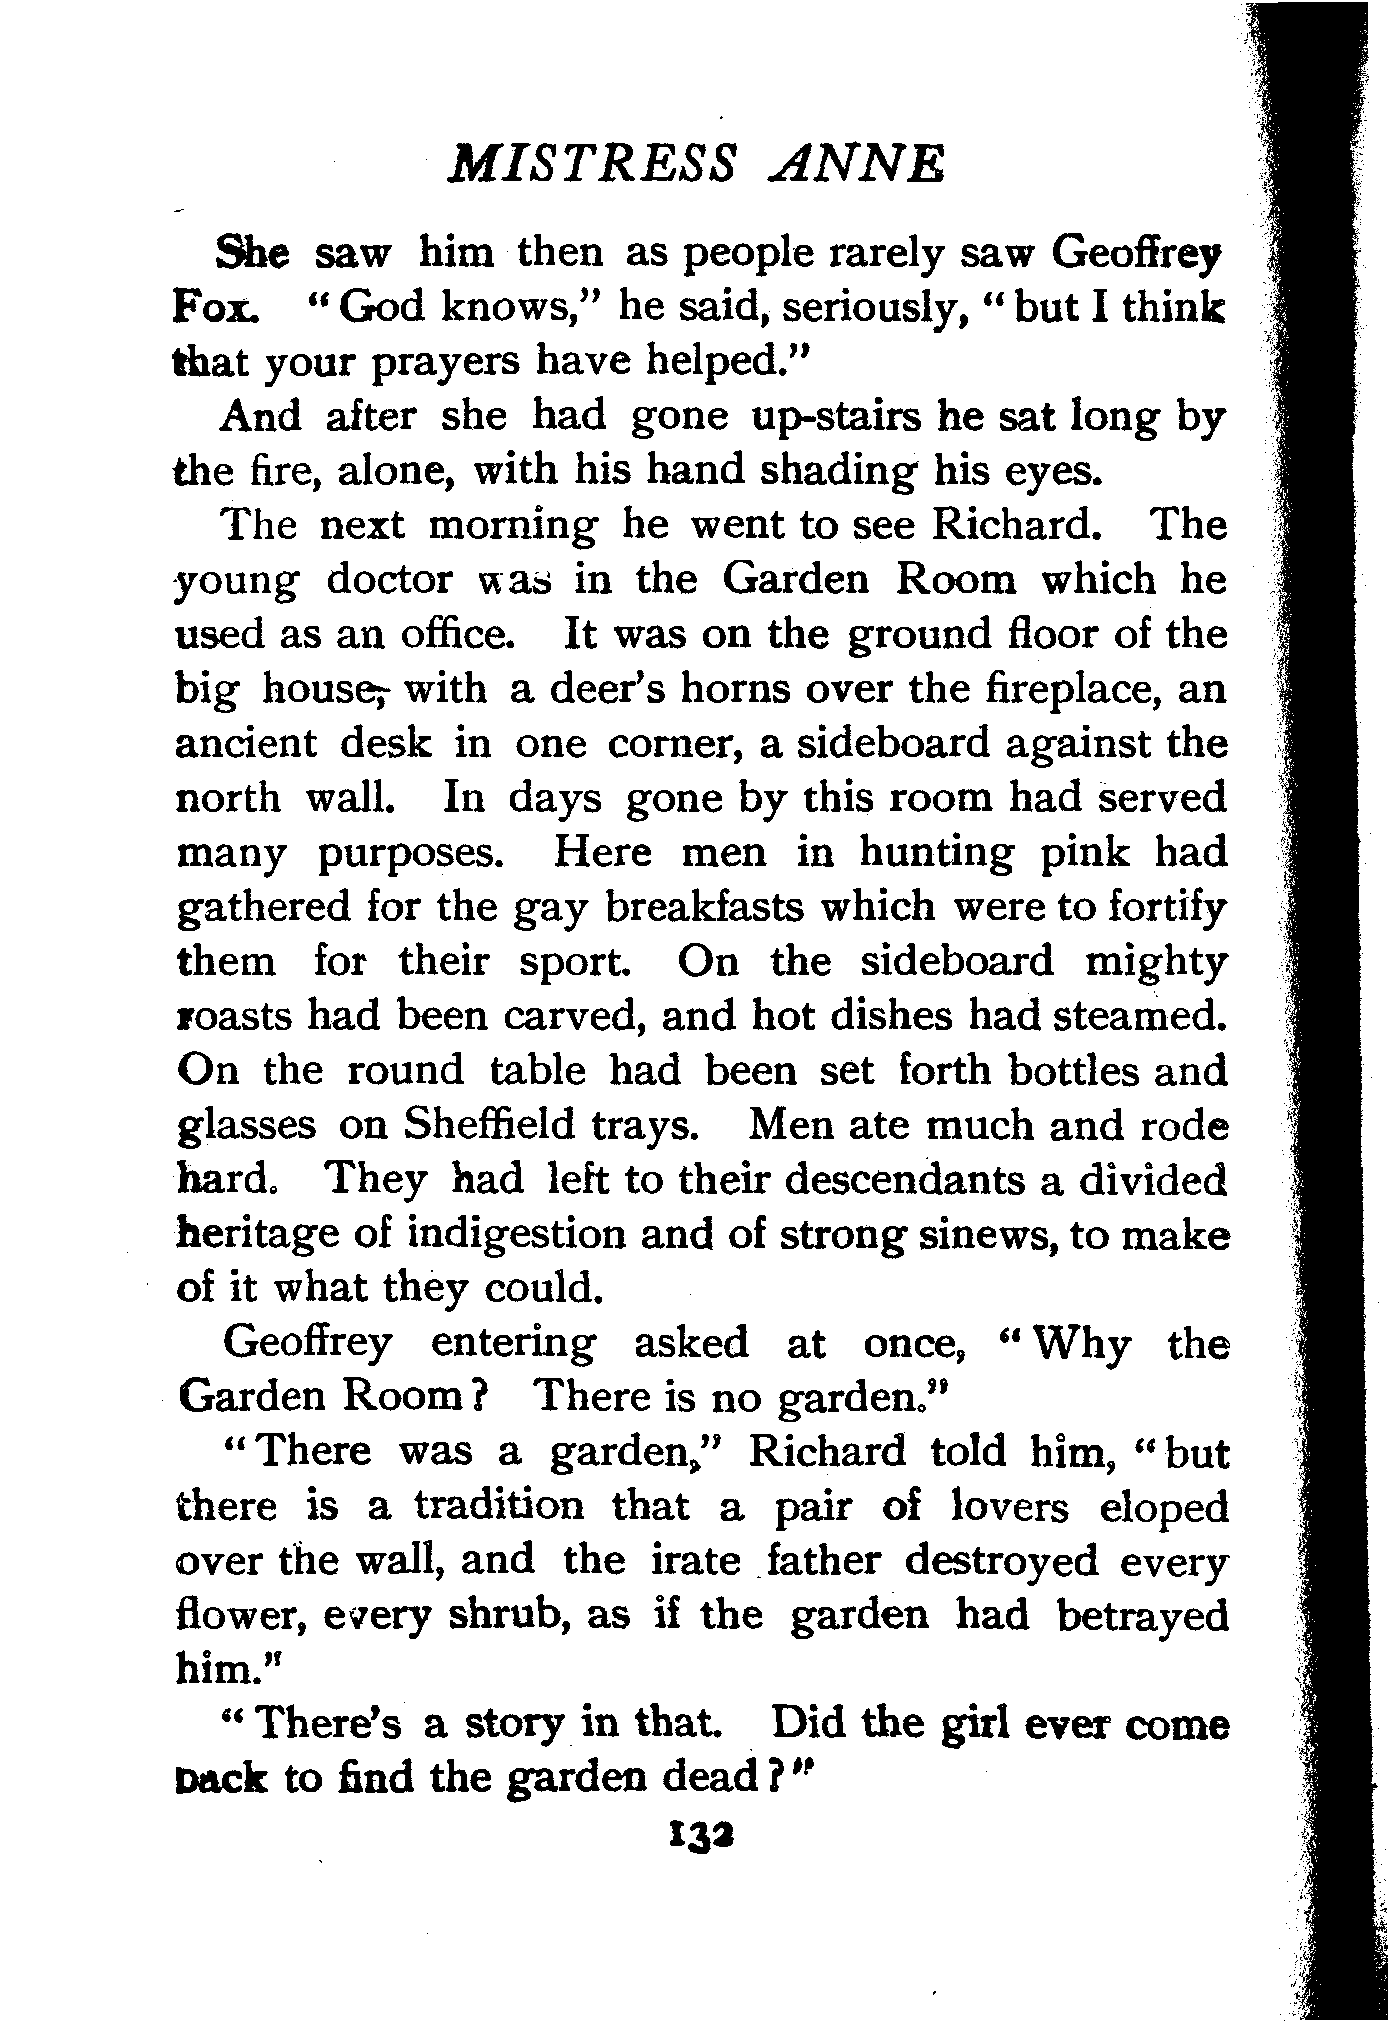 MISTRESS ANNE
She saw him then as people rarely saw Geoffrey
Fox. "God knows," he said, seriously, "but I think
that your prayers have helped."
And after she had gone up-stairs he sat long by
the fire, alone, with his hand shading his eyes.
The next morning he went to see Richard. The
young doctor was in the Garden Room which he
used as an office. It was on the ground floor of the
big house, with a deer's horns over the fireplace, an
ancient desk in one corner, a sideboard against the
north wall. In days gone by this room had served
many purposes. Here men in hunting pink had
gathered for the gay breakfasts which were to fortify
them for their sport. On the sideboard mighty
roasts had been carved, and hot dishes had steamed.
On the round table had been set forth bottles and
glasses on Sheffield trays. Men ate much and rode
hard. They had left to their descendants a divided
heritage of indigestion and of strong sinews, to make
of it what they could.
Geoffrey entering asked at once, "Why the
Garden Room? There is no garden."
"There was a garden," Richard told him, "but
there is a tradition that a pair of lovers eloped
over the wall, and the irate father destroyed every
flower, every shrub, as if the garden had betrayed
him."
"There's a story in that. Did the girl ever come
back to find the garden dead?"
132